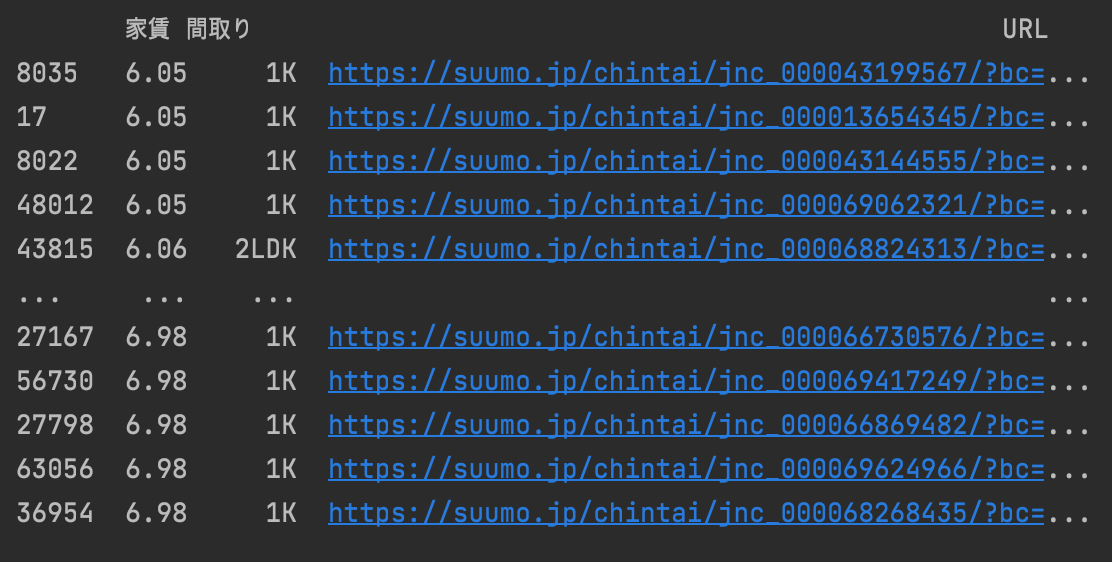 家賃 間取り URL
8035 6.05 1K https://suumo.jp/chintai/jnc_000043199567/?bc=...
17 6.05 1K https://suumo.jp/chintai/jnc_000013654345/?bc=...
8022 6.05 1K https://suumo.jp/chintai/jnc_000043144555/?bc=...
48012 6.05 1K https://suumo.jp/chintai/jnc_000069062321/?bc=...
43815 6.06 2LDK https://suumo.jp/chintai/jnc_000068824313/?bc=...
... ... ... ...
27167 6.98 1K https://suumo.jp/chintai/jnc_000066730576/?bc=...
56730 6.98 1K https://suumo.jp/chintai/jnc_000069417249/?bc=...
27798 6.98 1K https://suumo.jp/chintai/jnc_000066869482/?bc=...
63056 6.98 1K https://suumo.jp/chintai/jnc_000069624966/?bc=...
36954 6.98 1K https://suumo.jp/chintai/jnc_000068268435/?bc=...